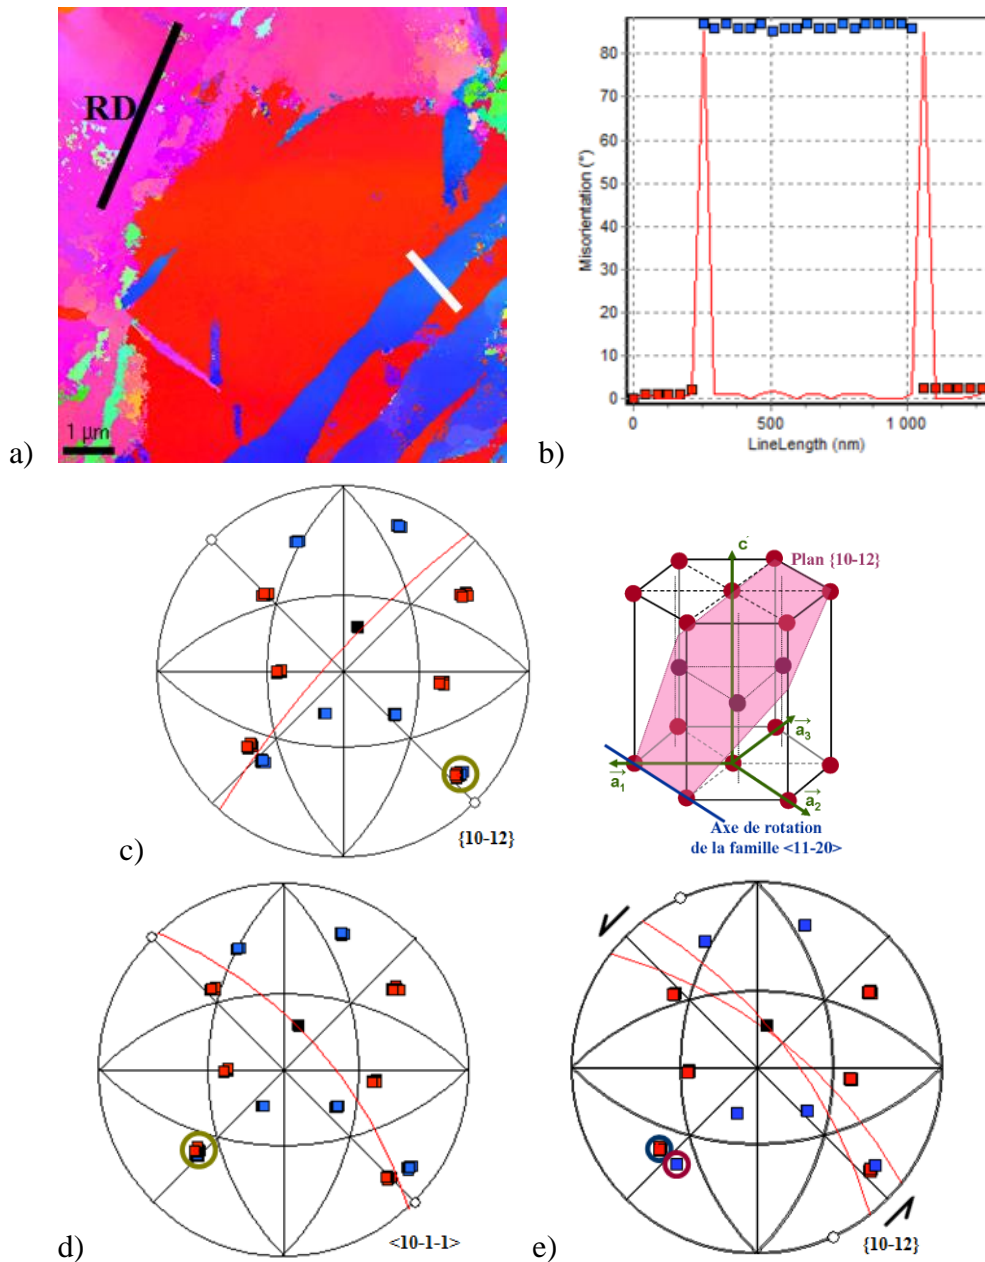 RD
1 µm
a)
80
70
60
50
40
30
20
10
0
Misorientation (°)
0
500
1 000
LineLength (nm)
b)
{10-12}
c)
c
Plan {10-12}
a₁
a₂
a₃
Axe de rotation
de la famille <11-20>
<10-1-1>
d)
{10-12}
e)